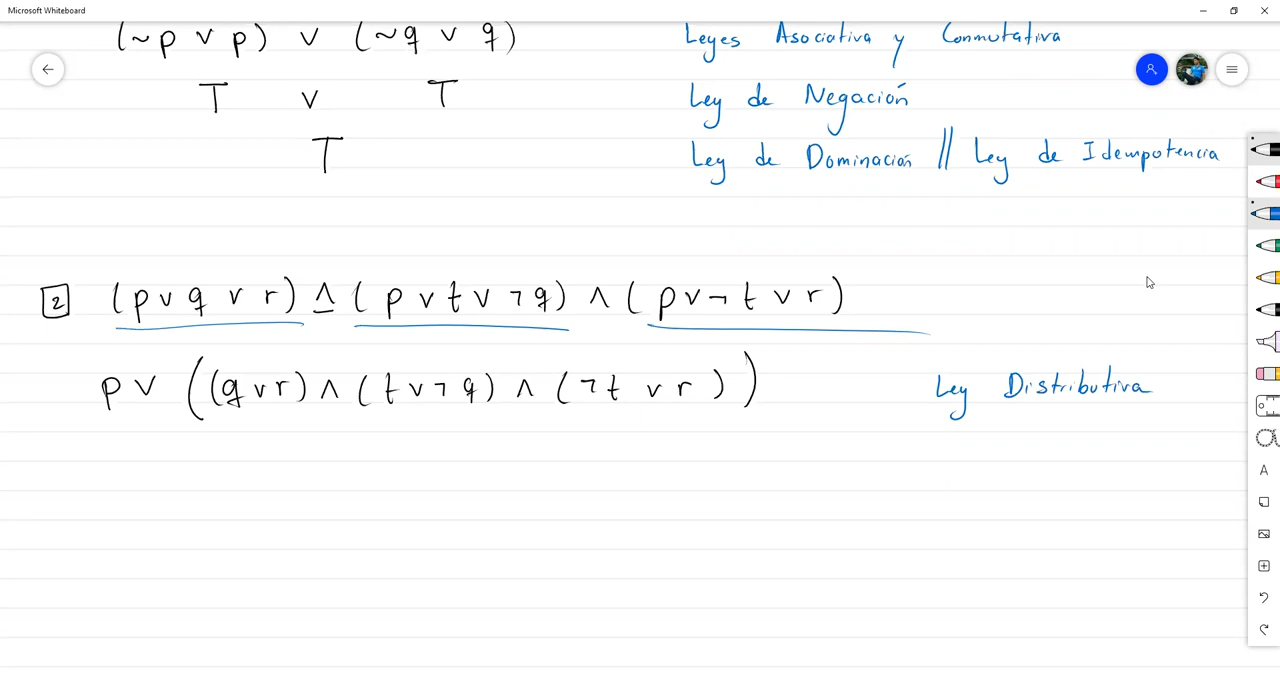 Microsoft Whiteboard
(~p ∨ p) ∨ (~q ∨ q) Leyes Asociativa y Conmutativa
T ∨ T Ley de Negación
T Ley de Dominación // Ley de Idempotencia
2 (p ∨ q ∨ r) ∧ (p ∨ t ∨ ¬q) ∧ (p ∨ ¬t ∨ r)
p ∨ ((q ∨ r) ∧ (t ∨ ¬q) ∧ (¬t ∨ r)) Ley Distributiva
A